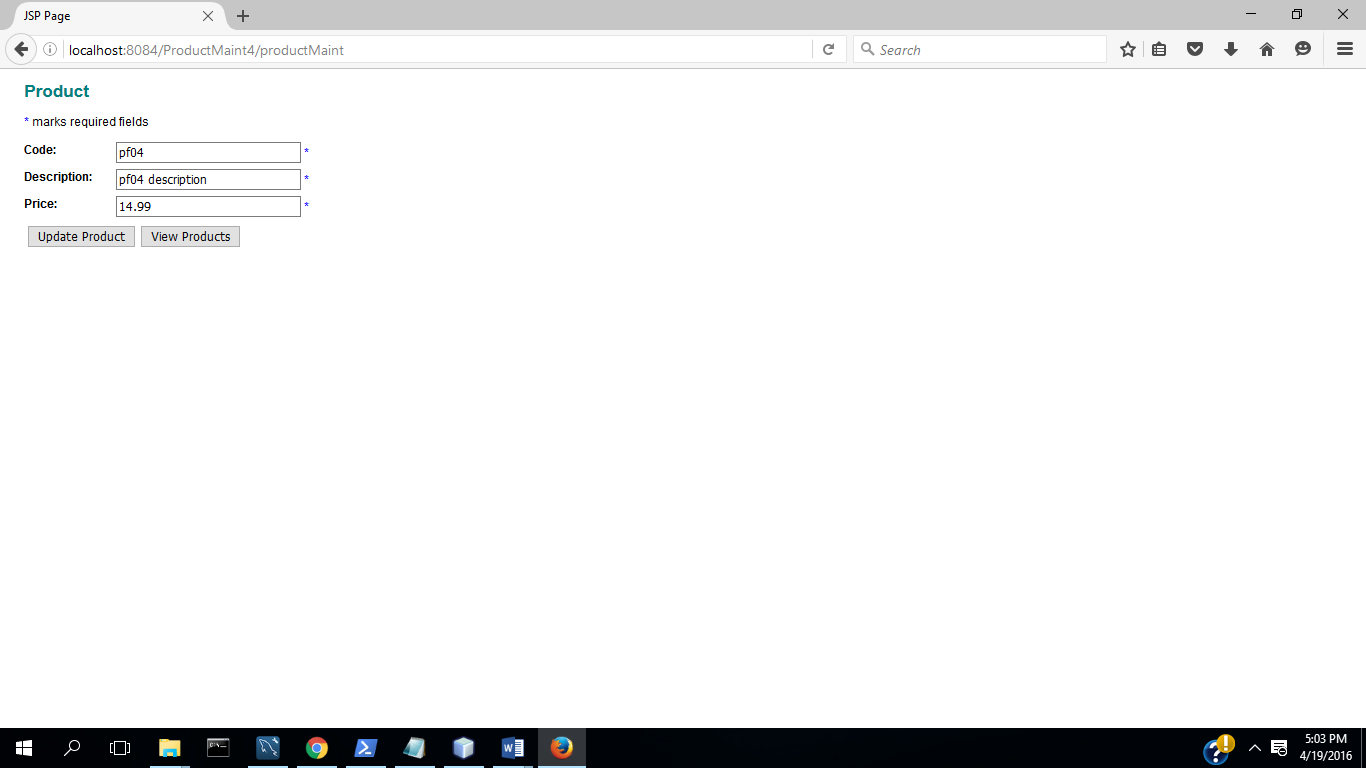 JSP Page
localhost:8084/ProductMaint4/productMaint
Search
Product
* marks required fields
Code: pf04 *
Description: pf04 description *
Price: 14.99 *
Update Product View Products
5:03 PM
4/19/2016